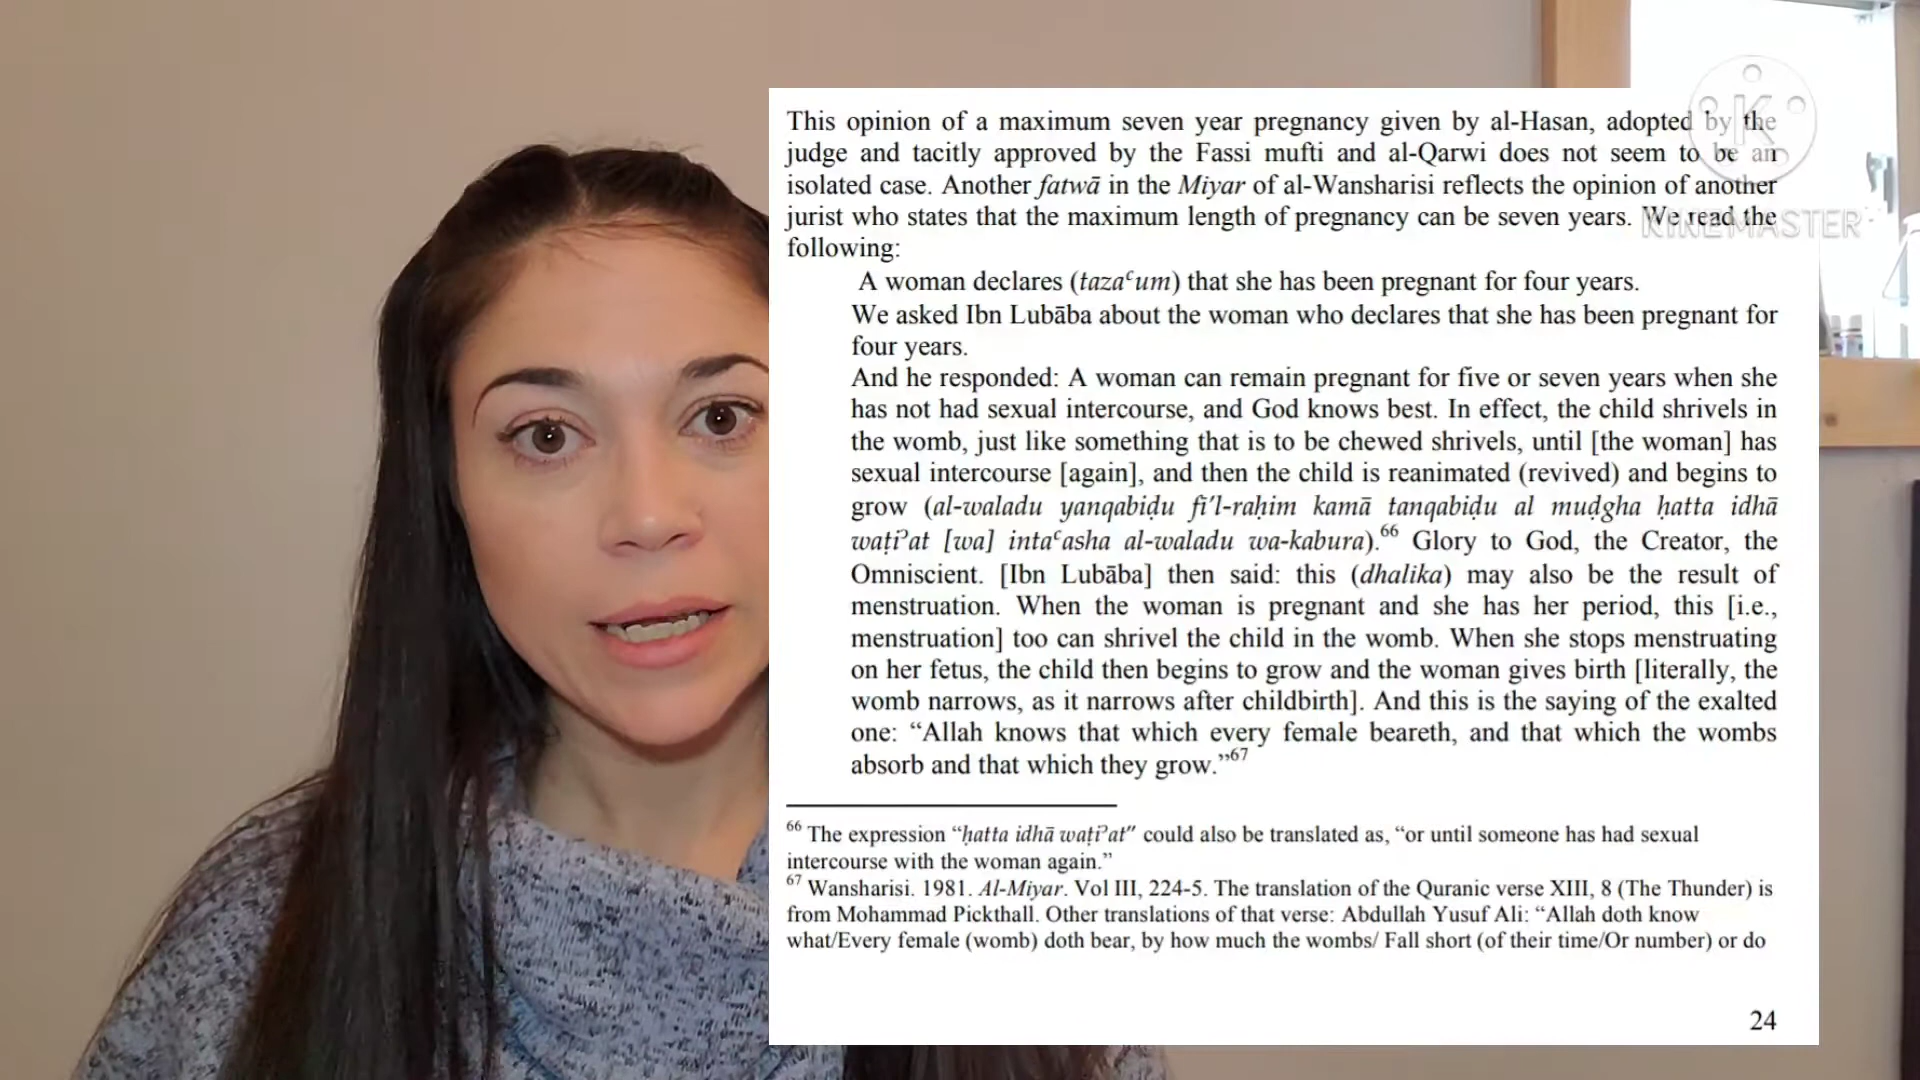 This opinion of a maximum seven year pregnancy given by al-Hasan, adopted by the
judge and tacitly approved by the Fassi mufti and al-Qarwi does not seem to be an
isolated case. Another fatwā in the Miyar of al-Wansharisi reflects the opinion of another
jurist who states that the maximum length of pregnancy can be seven years. We read the
following:
A woman declares (tazaᶜum) that she has been pregnant for four years.
We asked Ibn Lubāba about the woman who declares that she has been pregnant for
four years.
And he responded: A woman can remain pregnant for five or seven years when she
has not had sexual intercourse, and God knows best. In effect, the child shrivels in
the womb, just like something that is to be chewed shrivels, until [the woman] has
sexual intercourse [again], and then the child is reanimated (revived) and begins to
grow (al-waladu yanqabiḍu fi'l-raḥim kamā tanqabiḍu al muḍgha ḥatta idhā
waṭiʾat [wa] intaᶜasha al-waladu wa-kabura).⁶⁶ Glory to God, the Creator, the
Omniscient. [Ibn Lubāba] then said: this (dhalika) may also be the result of
menstruation. When the woman is pregnant and she has her period, this [i.e.,
menstruation] too can shrivel the child in the womb. When she stops menstruating
on her fetus, the child then begins to grow and the woman gives birth [literally, the
womb narrows, as it narrows after childbirth]. And this is the saying of the exalted
one: “Allah knows that which every female beareth, and that which the wombs
absorb and that which they grow.”⁶⁷
⁶⁶ The expression “ḥatta idhā waṭiʾat” could also be translated as, “or until someone has had sexual
intercourse with the woman again.”
⁶⁷ Wansharisi. 1981. Al-Miyar. Vol III, 224-5. The translation of the Quranic verse XIII, 8 (The Thunder) is
from Mohammad Pickthall. Other translations of that verse: Abdullah Yusuf Ali: “Allah doth know
what/Every female (womb) doth bear, by how much the wombs/ Fall short (of their time/Or number) or do
24
K
KINEMASTER